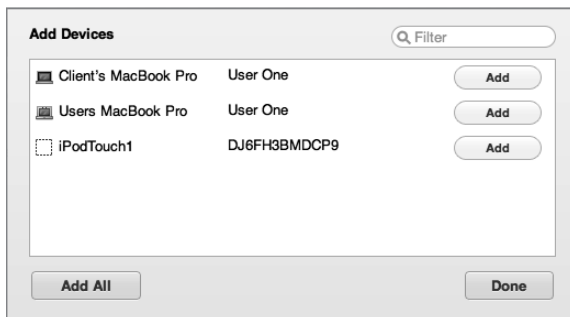 Add Devices
Filter
Client's MacBook Pro User One Add
Users MacBook Pro User One Add
iPodTouch1 DJ6FH3BMDCP9 Add
Add All Done